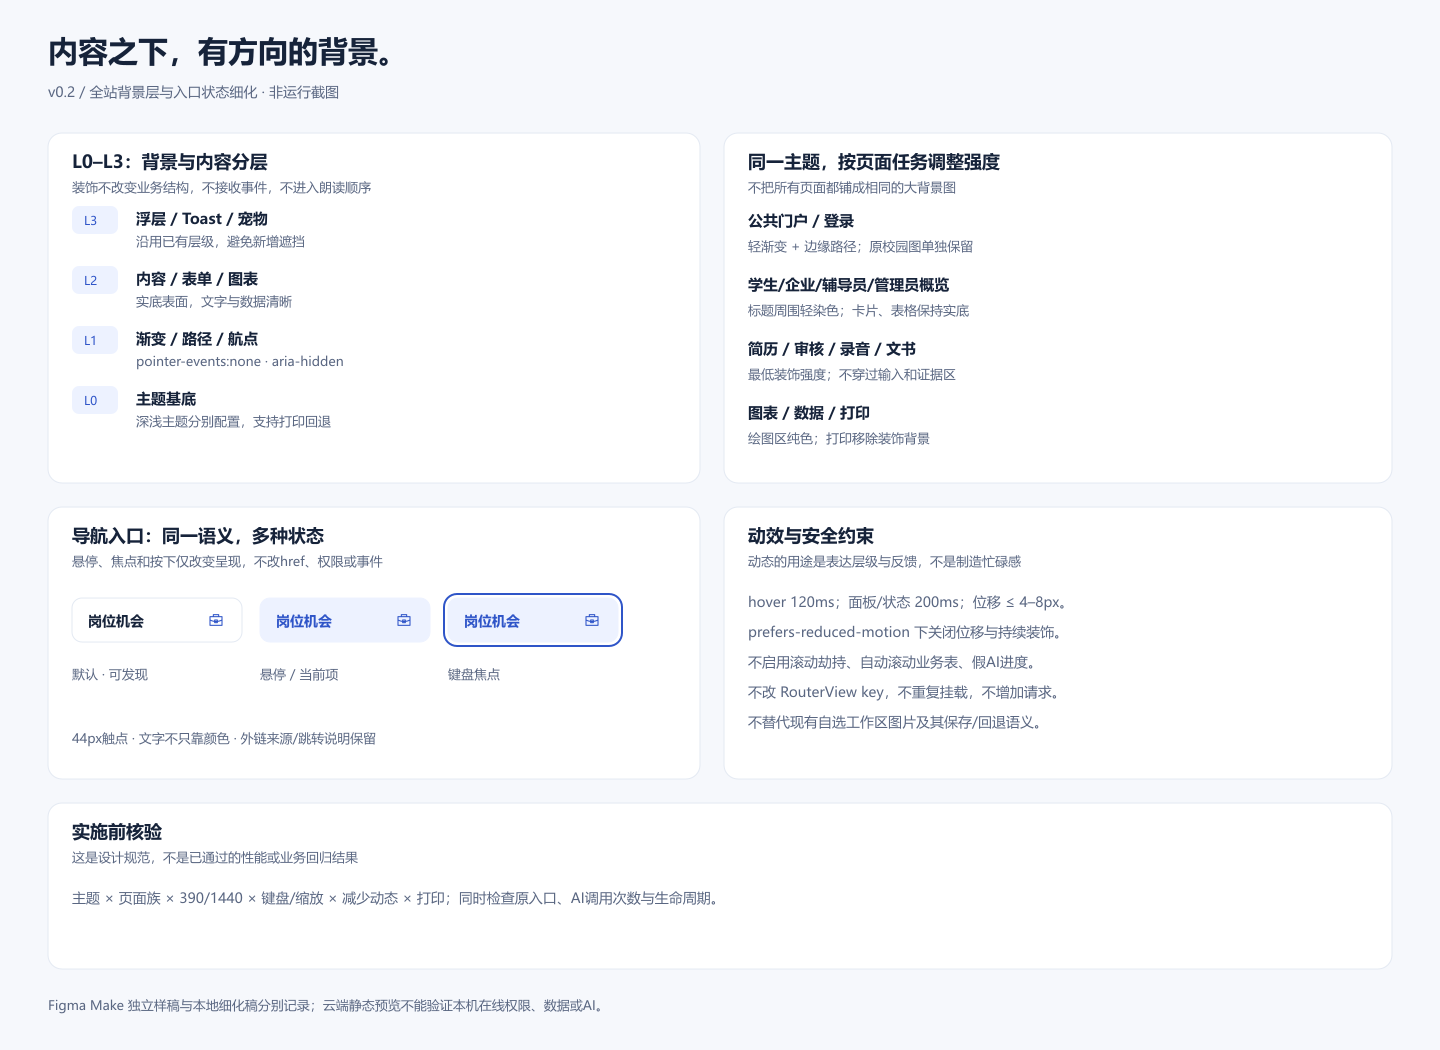 内容之下，有方向的背景。
v0.2 / 全站背景层与入口状态细化 · 非运行截图
L0–L3：背景与内容分层
装饰不改变业务结构，不接收事件，不进入朗读顺序
L3
浮层 / Toast / 宠物
沿用已有层级，避免新增遮挡
L2
内容 / 表单 / 图表
实底表面，文字与数据清晰
L1
渐变 / 路径 / 航点
pointer-events:none · aria-hidden
L0
主题基底
深浅主题分别配置，支持打印回退
同一主题，按页面任务调整强度
不把所有页面都铺成相同的大背景图
公共门户 / 登录
轻渐变 + 边缘路径；原校园图单独保留
学生/企业/辅导员/管理员概览
标题周围轻染色；卡片、表格保持实底
简历 / 审核 / 录音 / 文书
最低装饰强度；不穿过输入和证据区
图表 / 数据 / 打印
绘图区纯色；打印移除装饰背景
导航入口：同一语义，多种状态
悬停、焦点和按下仅改变呈现，不改href、权限或事件
岗位机会
岗位机会
岗位机会
默认 · 可发现
悬停 / 当前项
键盘焦点
44px触点 · 文字不只靠颜色 · 外链来源/跳转说明保留
动效与安全约束
动态的用途是表达层级与反馈，不是制造忙碌感
hover 120ms；面板/状态 200ms；位移 ≤ 4–8px。
prefers-reduced-motion 下关闭位移与持续装饰。
不启用滚动劫持、自动滚动业务表、假AI进度。
不改 RouterView key，不重复挂载，不增加请求。
不替代现有自选工作区图片及其保存/回退语义。
实施前核验
这是设计规范，不是已通过的性能或业务回归结果
主题 × 页面族 × 390/1440 × 键盘/缩放 × 减少动态 × 打印；同时检查原入口、AI调用次数与生命周期。
Figma Make 独立样稿与本地细化稿分别记录；云端静态预览不能验证本机在线权限、数据或AI。